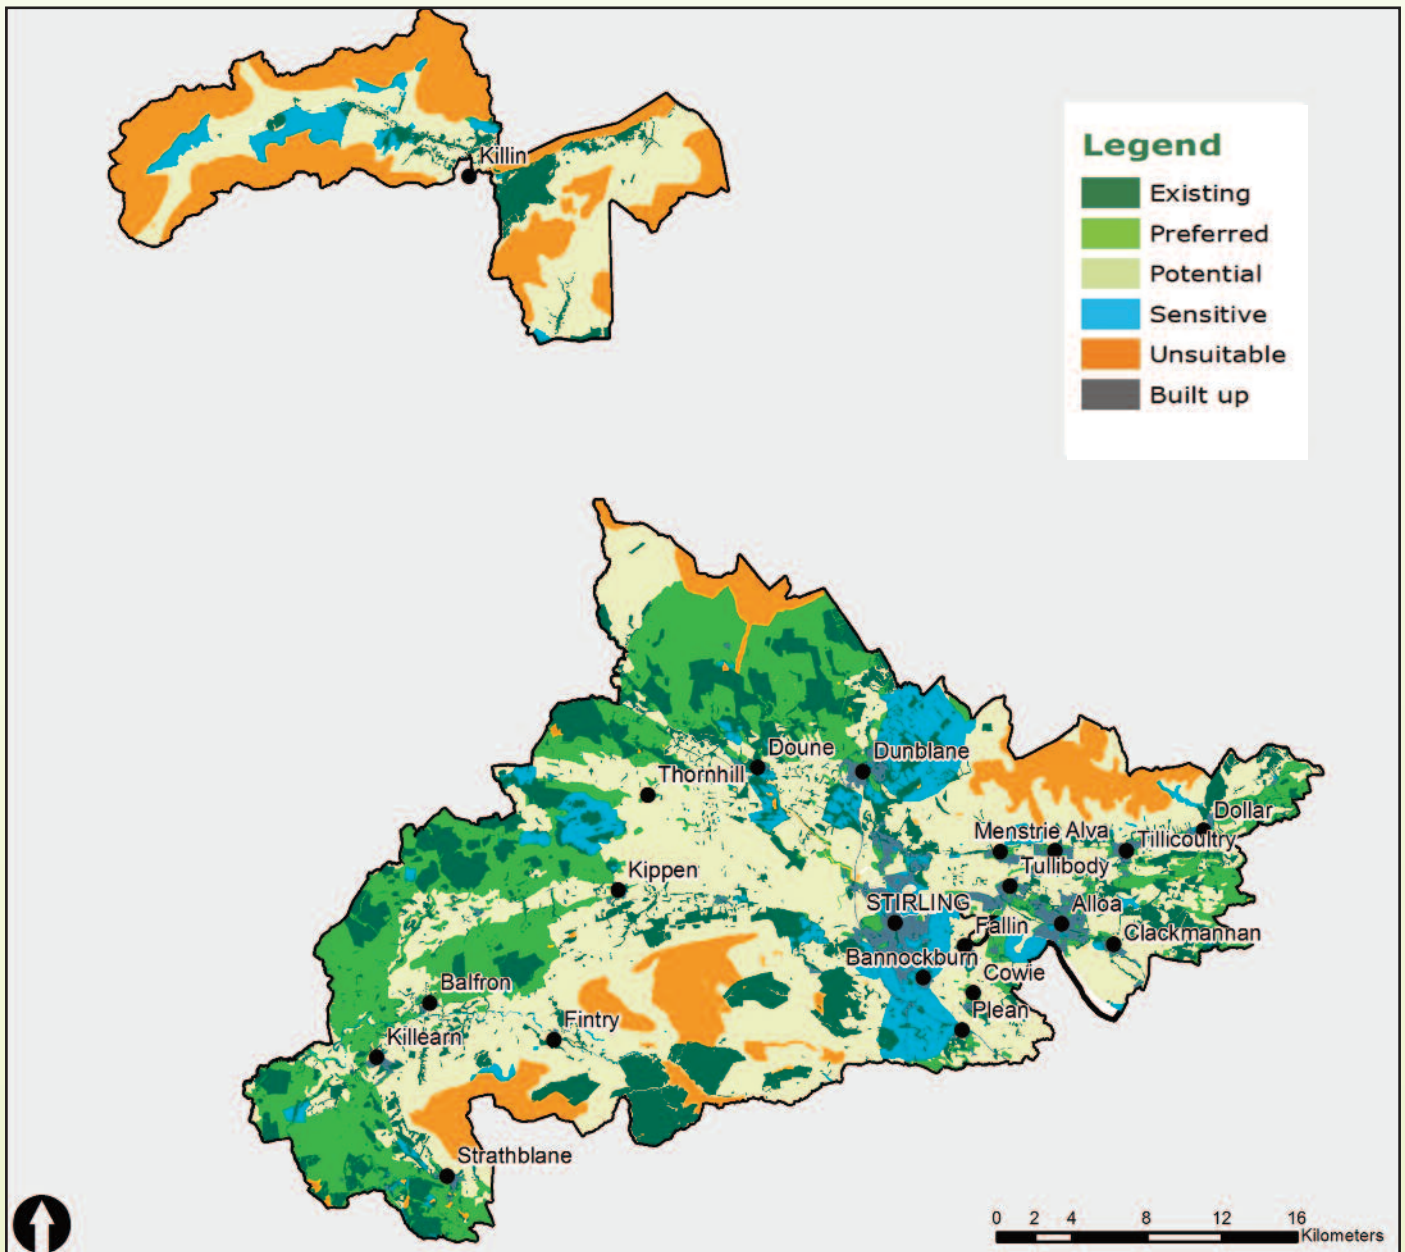 Killin
Legend
Existing
Preferred
Potential
Sensitive
Unsuitable
Built up
Doune
Dunblane
Thornhill
Dollar
Menstrie Alva
Tillicoultry
Tullibody
Kippen
STIRLING
Alloa
Fallin
Clackmannan
Bannockburn
Cowie
Balfron
Plean
Fintry
Killearn
Strathblane
0 2 4 8 12 16
Kilometers